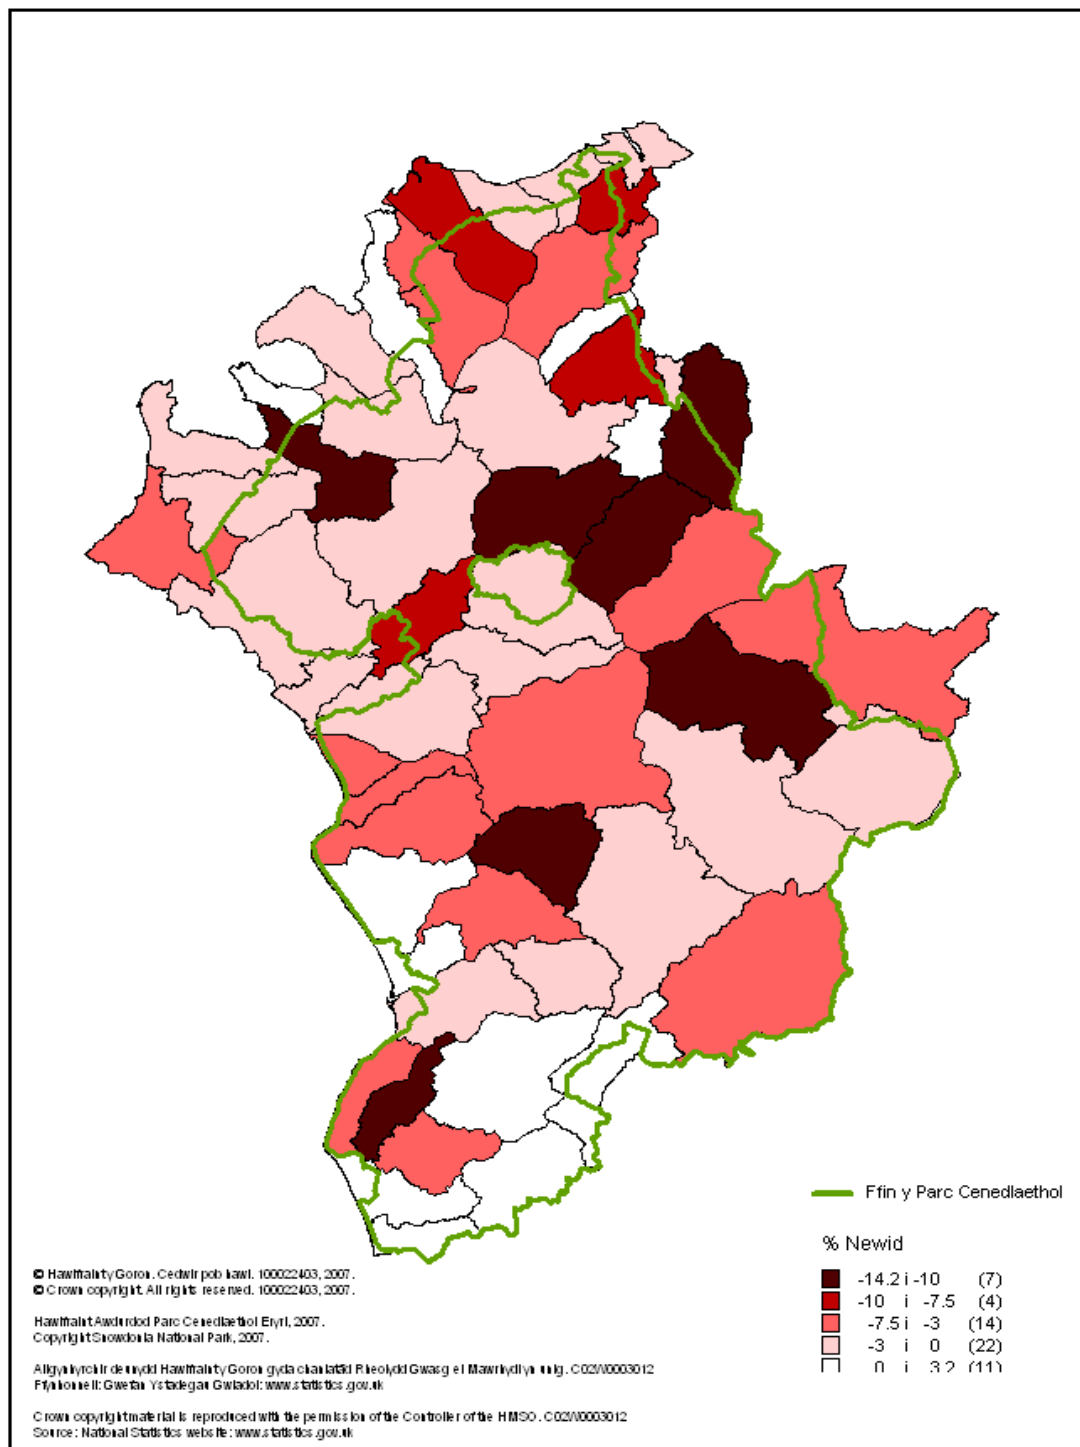 Ffin y Parc Cenedlaethol
% Newid
-14.2 i -10 (7)
-10 i -7.5 (4)
-7.5 i -3 (14)
-3 i 0 (22)
0 i 3.2 (11)
© Hawlfraint y Goron. Cedwir pob hawl. 100022403, 2007.
© Crown copyright. All rights reserved. 100022403, 2007.
Hawlfraint Awdurdod Parc Cenedlaethol Eryri, 2007.
Copyright Snowdonia National Park, 2007.
Atgynhyrchir deunydd Hawlfraint y Goron gyda chaniatâd Rheolydd Gwasg ei Mawrhydi yn unig. C02W0003012
Ffynhonnell: Gwefan Ystadegau Gwladol: www.statistics.gov.uk
Crown copyright material is reproduced with the permission of the Controller of the HMSO. C02W0003012
Source: National Statistics website: www.statistics.gov.uk